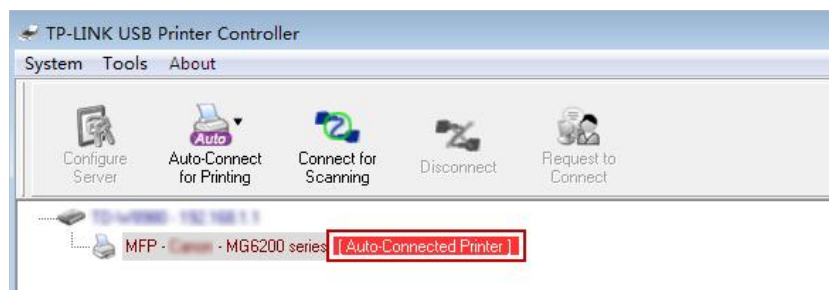 TP-LINK USB Printer Controller
System Tools About
Auto
Configure Server
Auto-Connect for Printing
Connect for Scanning
Disconnect
Request to Connect
MFP - - MG6200 series [ Auto-Connected Printer ]